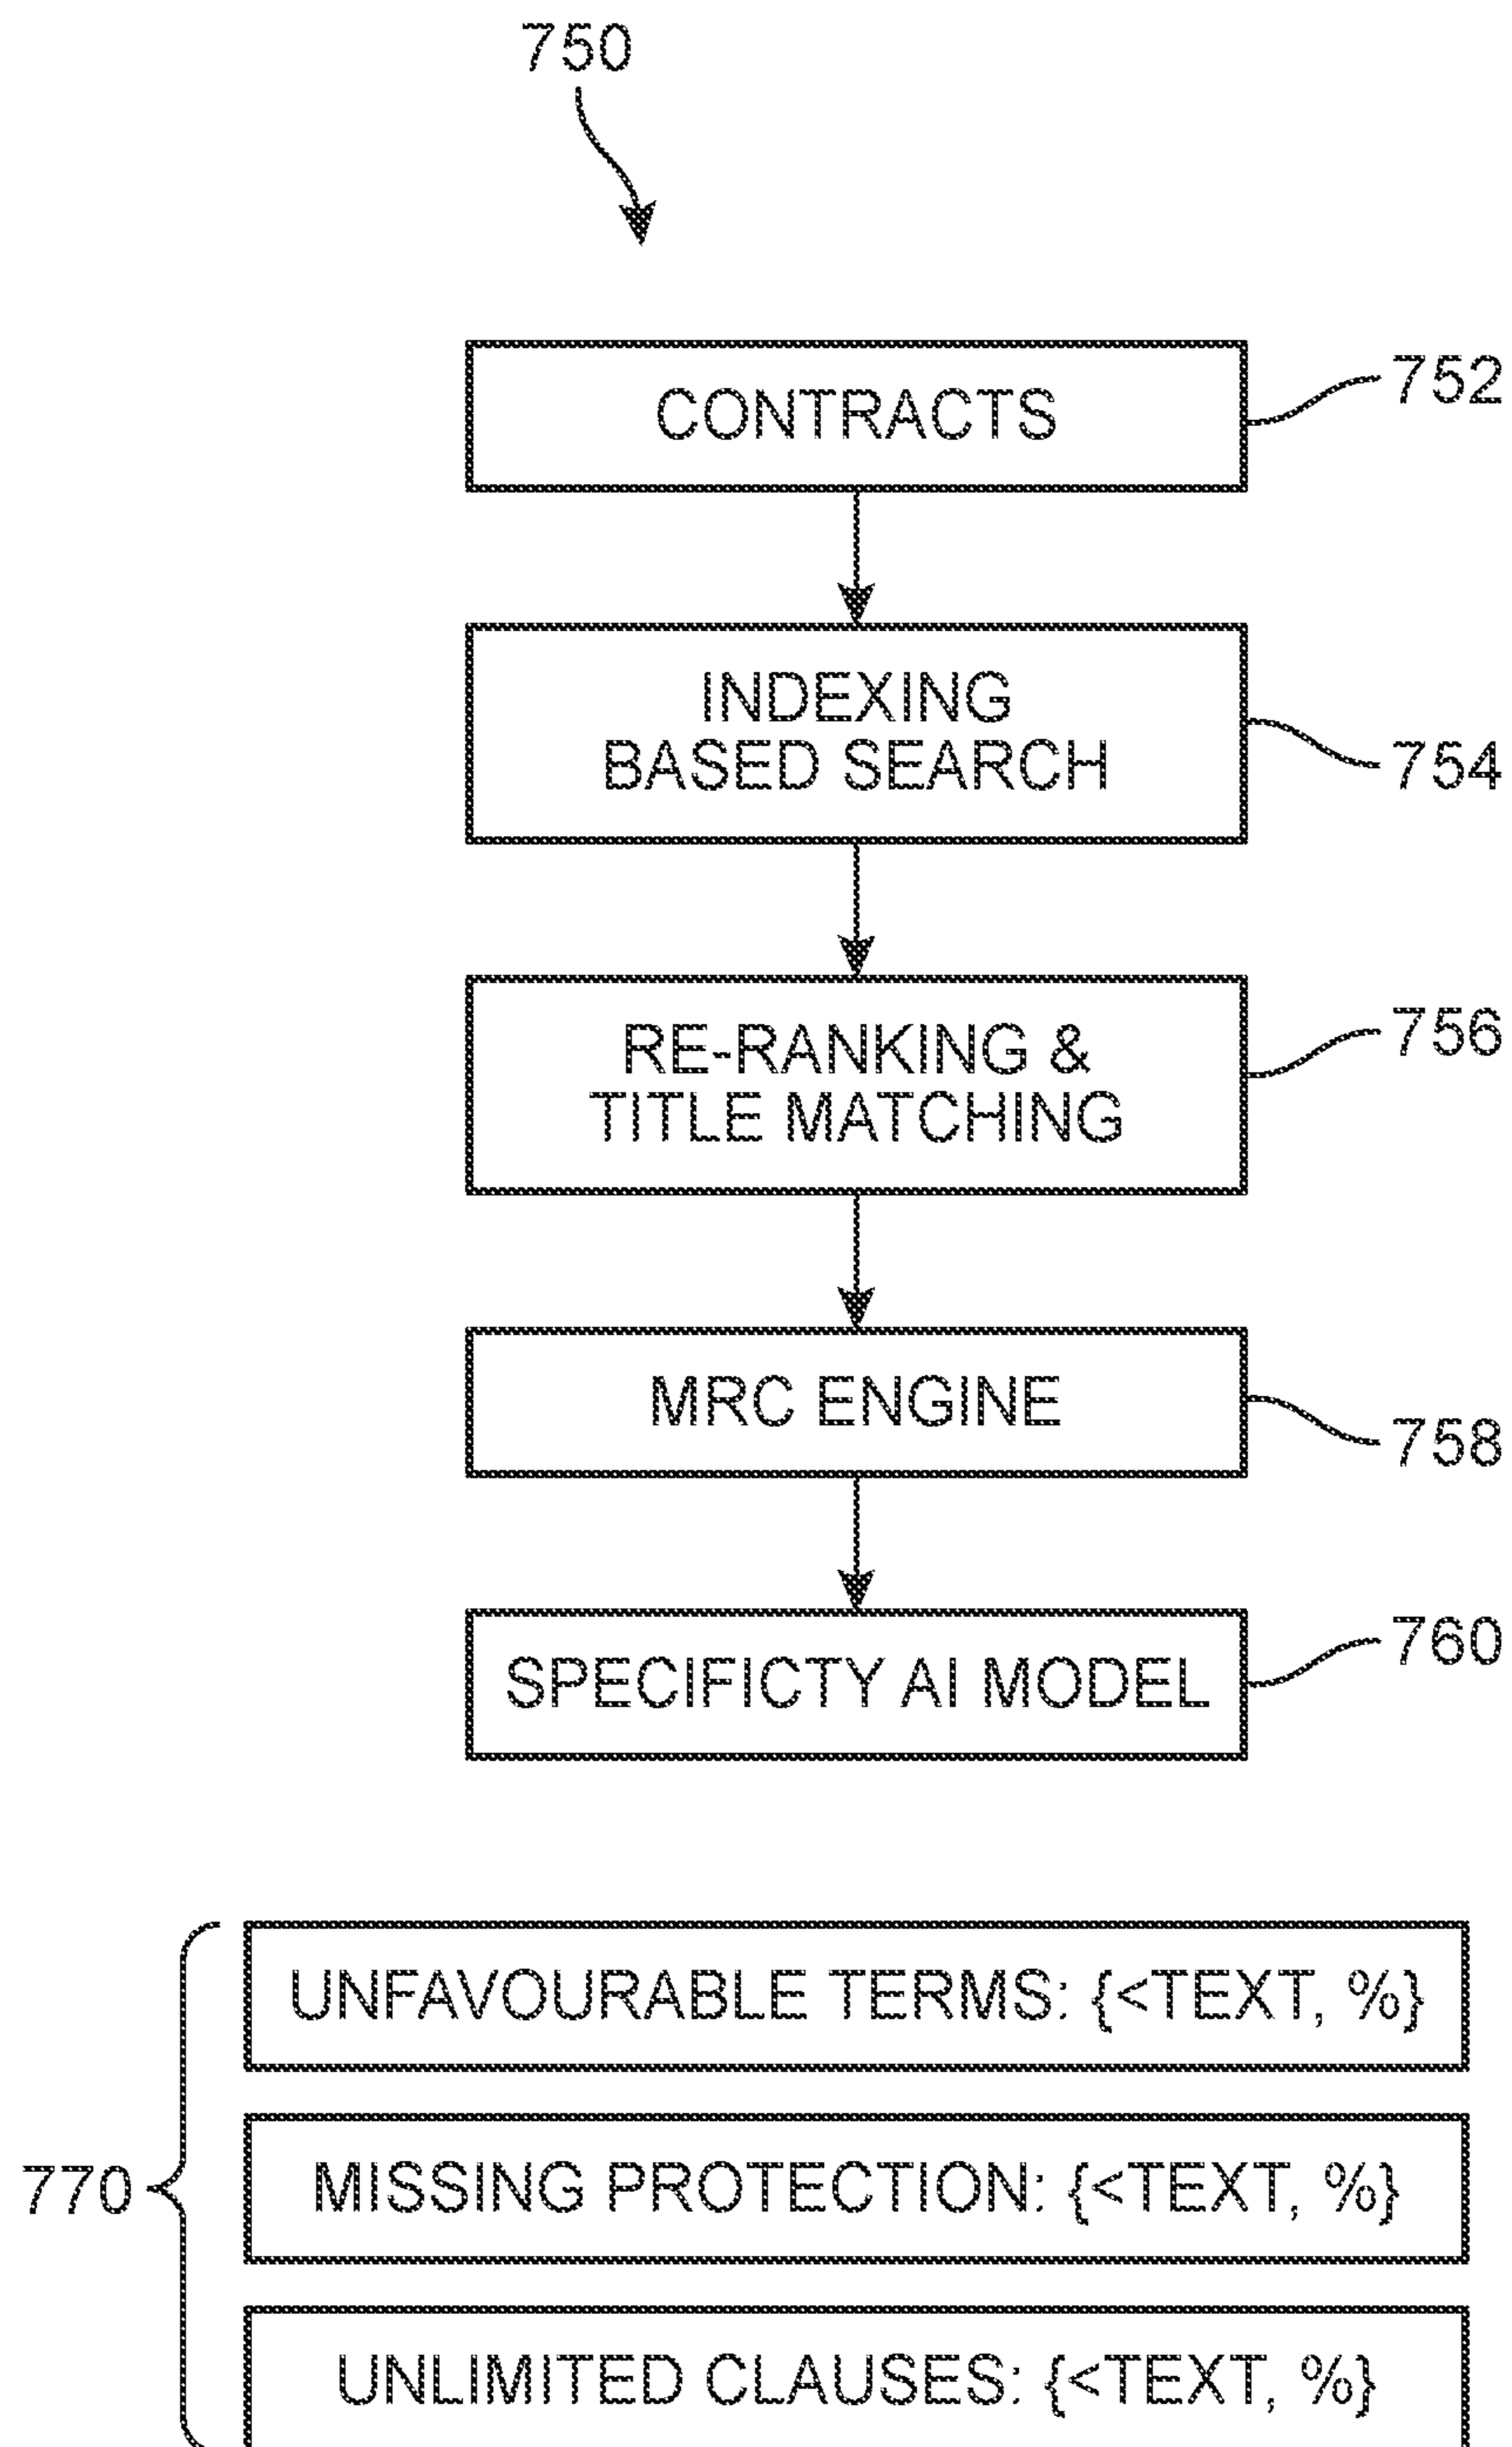 750
CONTRACTS
752
INDEXING
BASED SEARCH
754
RE-RANKING &
TITLE MATCHING
756
MRC ENGINE
758
SPECIFICTY AI MODEL
760
UNFAVOURABLE TERMS: {<TEXT, %}
770
MISSING PROTECTION: {<TEXT, %}
UNLIMITED CLAUSES: {<TEXT, %}